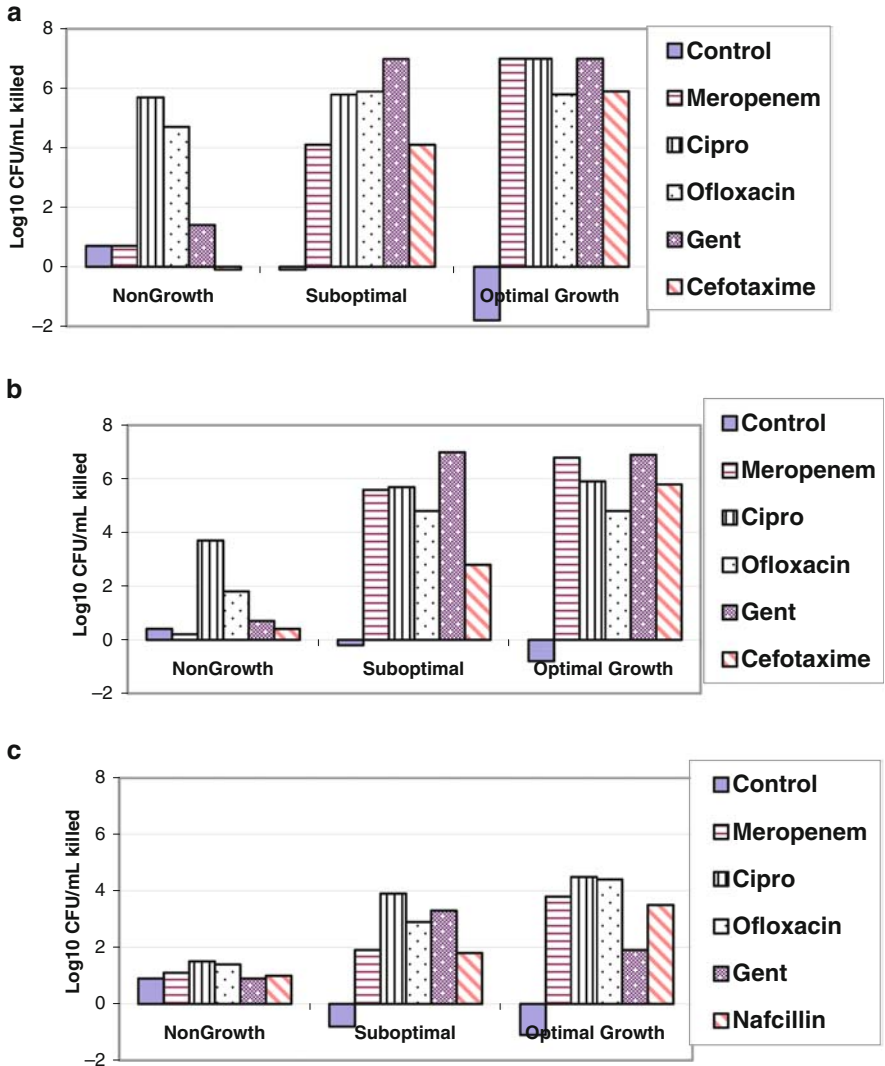 a
Log10 CFU/mL killed
8
6
4
2
0
−2
NonGrowth
Suboptimal
Optimal Growth
Control
Meropenem
Cipro
Ofloxacin
Gent
Cefotaxime
b
Log10 CFU/mL killed
8
6
4
2
0
−2
NonGrowth
Suboptimal
Optimal Growth
Control
Meropenem
Cipro
Ofloxacin
Gent
Cefotaxime
c
Log10 CFU/mL killed
8
6
4
2
0
−2
NonGrowth
Suboptimal
Optimal Growth
Control
Meropenem
Cipro
Ofloxacin
Gent
Nafcillin